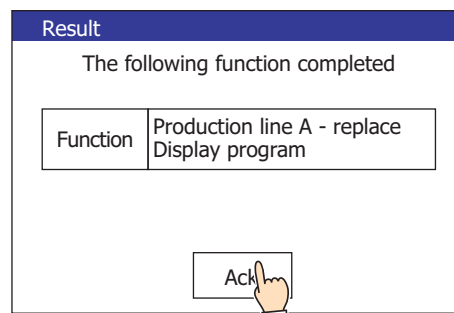 Result
The following function completed
Function
Production line A - replace
Display program
Ack